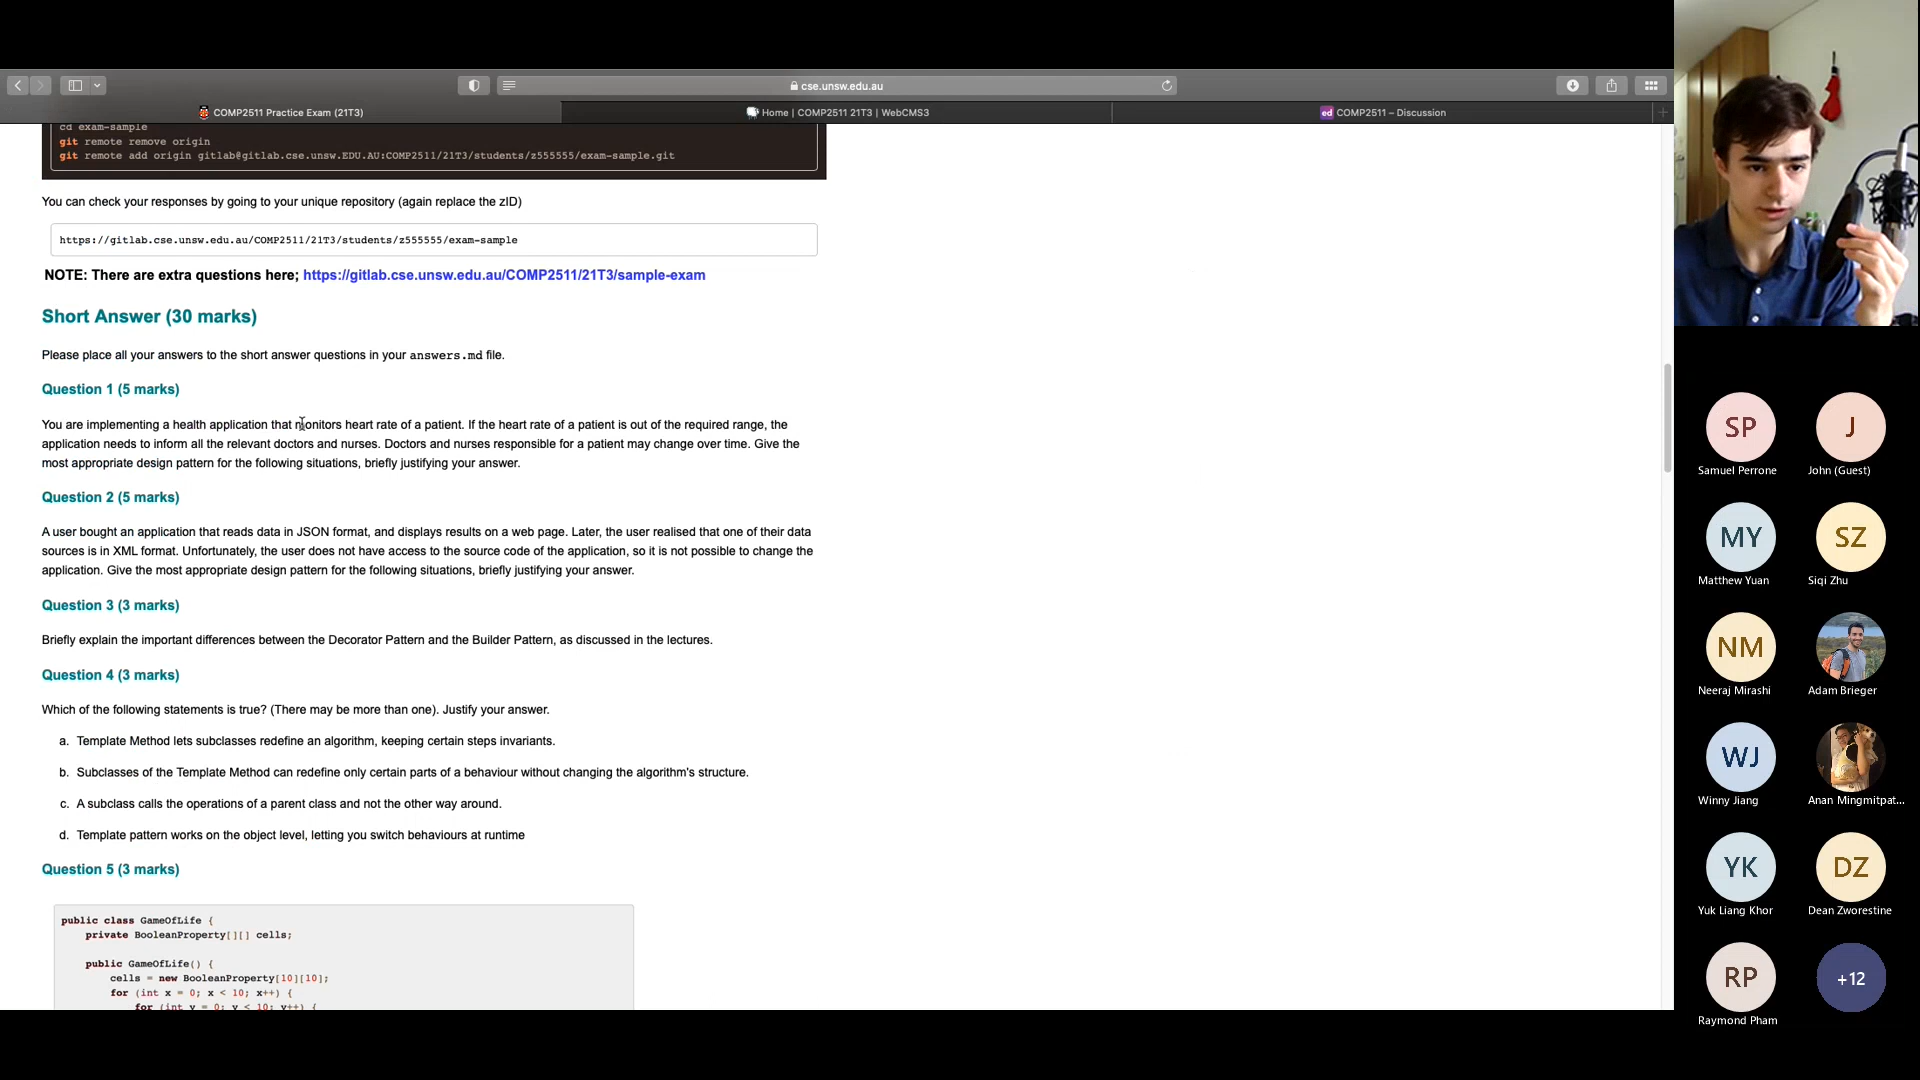 cse.unsw.edu.au
COMP2511 Practice Exam (21T3)
Home | COMP2511 21T3 | WebCMS3
ed COMP2511 – Discussion
cd exam-sample
git remote remove origin
git remote add origin gitlab@gitlab.cse.unsw.EDU.AU:COMP2511/21T3/students/z555555/exam-sample.git
You can check your responses by going to your unique repository (again replace the zID)
https://gitlab.cse.unsw.edu.au/COMP2511/21T3/students/z555555/exam-sample
NOTE: There are extra questions here; https://gitlab.cse.unsw.edu.au/COMP2511/21T3/sample-exam
Short Answer (30 marks)
Please place all your answers to the short answer questions in your answers.md file.
Question 1 (5 marks)
You are implementing a health application that monitors heart rate of a patient. If the heart rate of a patient is out of the required range, the
application needs to inform all the relevant doctors and nurses. Doctors and nurses responsible for a patient may change over time. Give the
most appropriate design pattern for the following situations, briefly justifying your answer.
Question 2 (5 marks)
A user bought an application that reads data in JSON format, and displays results on a web page. Later, the user realised that one of their data
sources is in XML format. Unfortunately, the user does not have access to the source code of the application, so it is not possible to change the
application. Give the most appropriate design pattern for the following situations, briefly justifying your answer.
Question 3 (3 marks)
Briefly explain the important differences between the Decorator Pattern and the Builder Pattern, as discussed in the lectures.
Question 4 (3 marks)
Which of the following statements is true? (There may be more than one). Justify your answer.
a. Template Method lets subclasses redefine an algorithm, keeping certain steps invariants.
b. Subclasses of the Template Method can redefine only certain parts of a behaviour without changing the algorithm's structure.
c. A subclass calls the operations of a parent class and not the other way around.
d. Template pattern works on the object level, letting you switch behaviours at runtime
Question 5 (3 marks)
public class GameOfLife {
private BooleanProperty[][] cells;
public GameOfLife() {
cells = new BooleanProperty[10][10];
for (int x = 0; x < 10; x++) {
for (int y = 0; y < 10; y++) {
SP
J
Samuel Perrone
John (Guest)
MY
SZ
Matthew Yuan
Siqi Zhu
NM
Neeraj Mirashi
Adam Brieger
WJ
Winny Jiang
Anan Mingmitpat...
YK
DZ
Yuk Liang Khor
Dean Zworestine
RP
+12
Raymond Pham